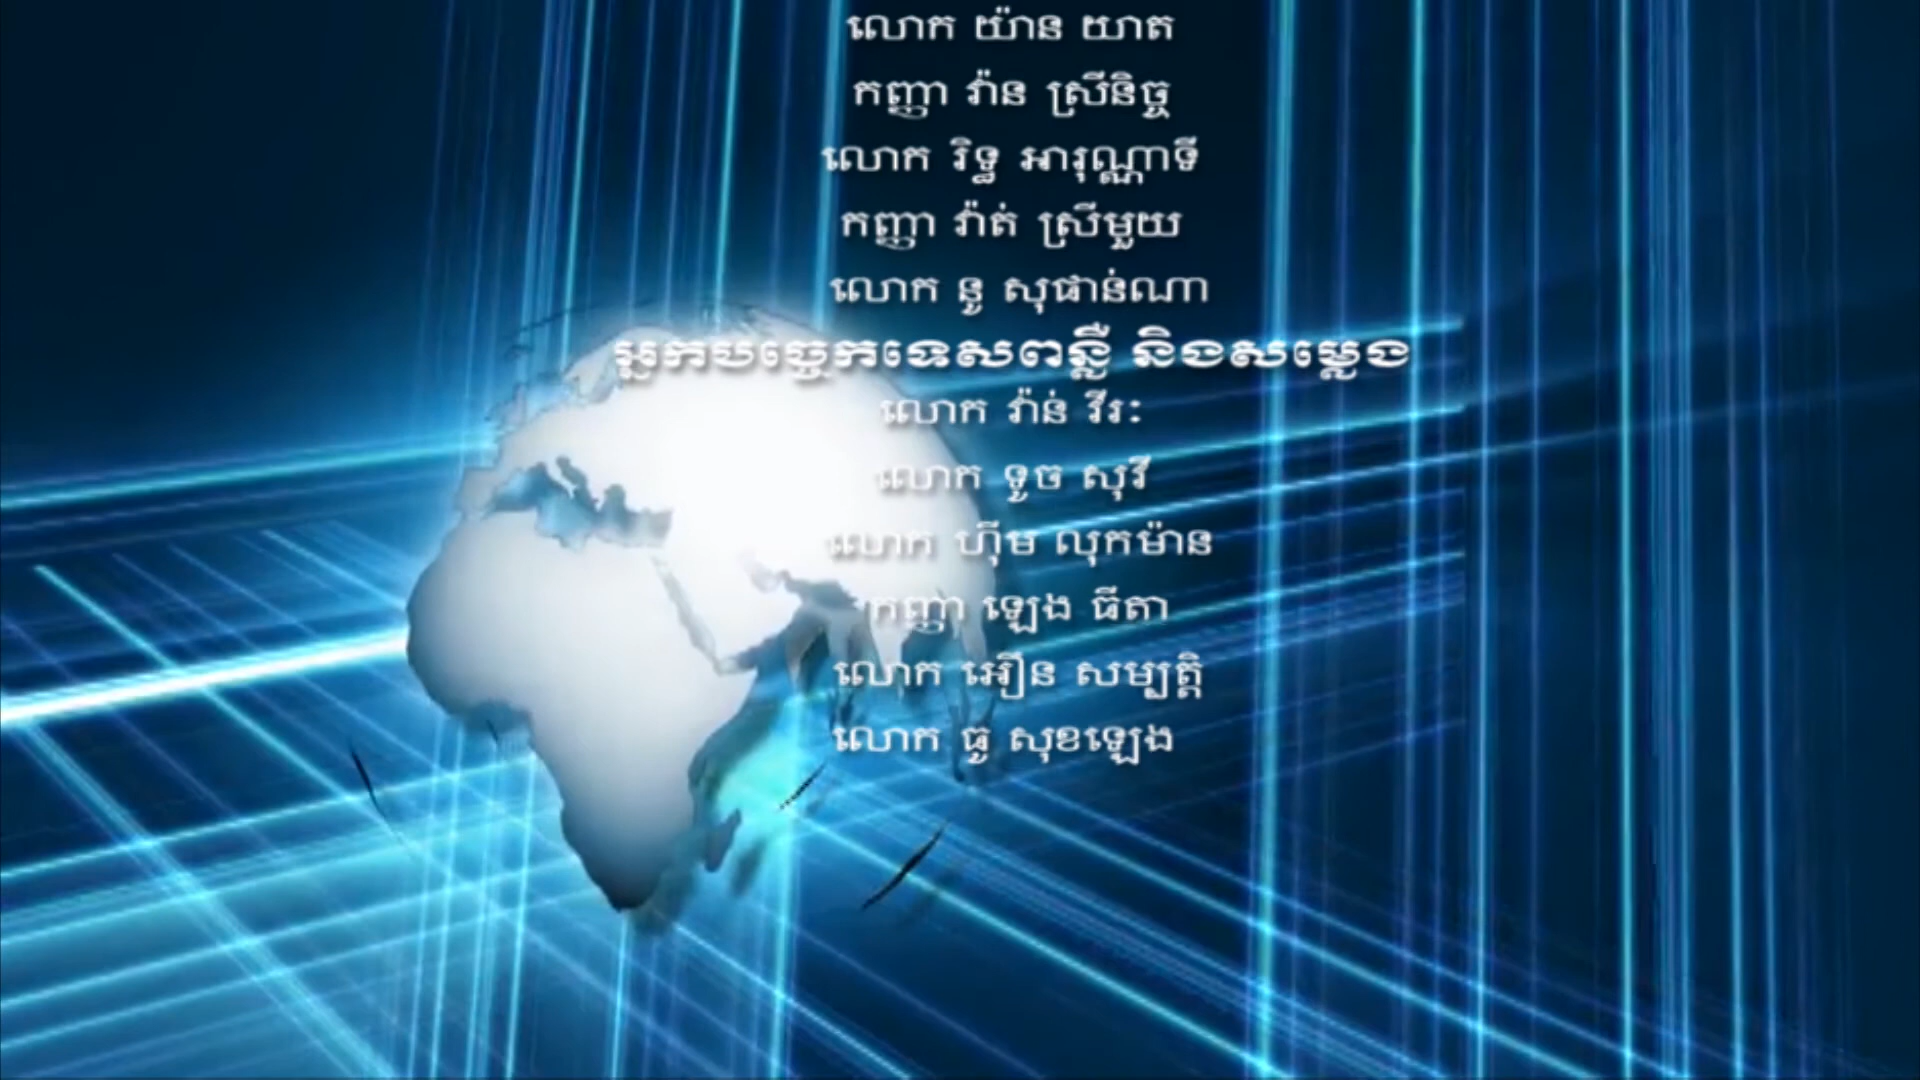 លោក យ៉ាន យាត
កញ្ញា វ៉ាន ស្រីនិច្ច
លោក រិទ្ធ អារុណ្ណាទី
កញ្ញា វ៉ាត់ ស្រីមួយ
លោក នូ សុផាន់ណា
អ្នកបច្ចេកទេសពន្លឺ និងសម្លេង
លោក វ៉ាន់ វីរៈ
លោក ទូច សុវី
លោក ហ៊ឹម លុកម៉ាន
កញ្ញា ឡេង ធីតា
លោក អឿន សម្បត្តិ
លោក ធូ សុខឡេង